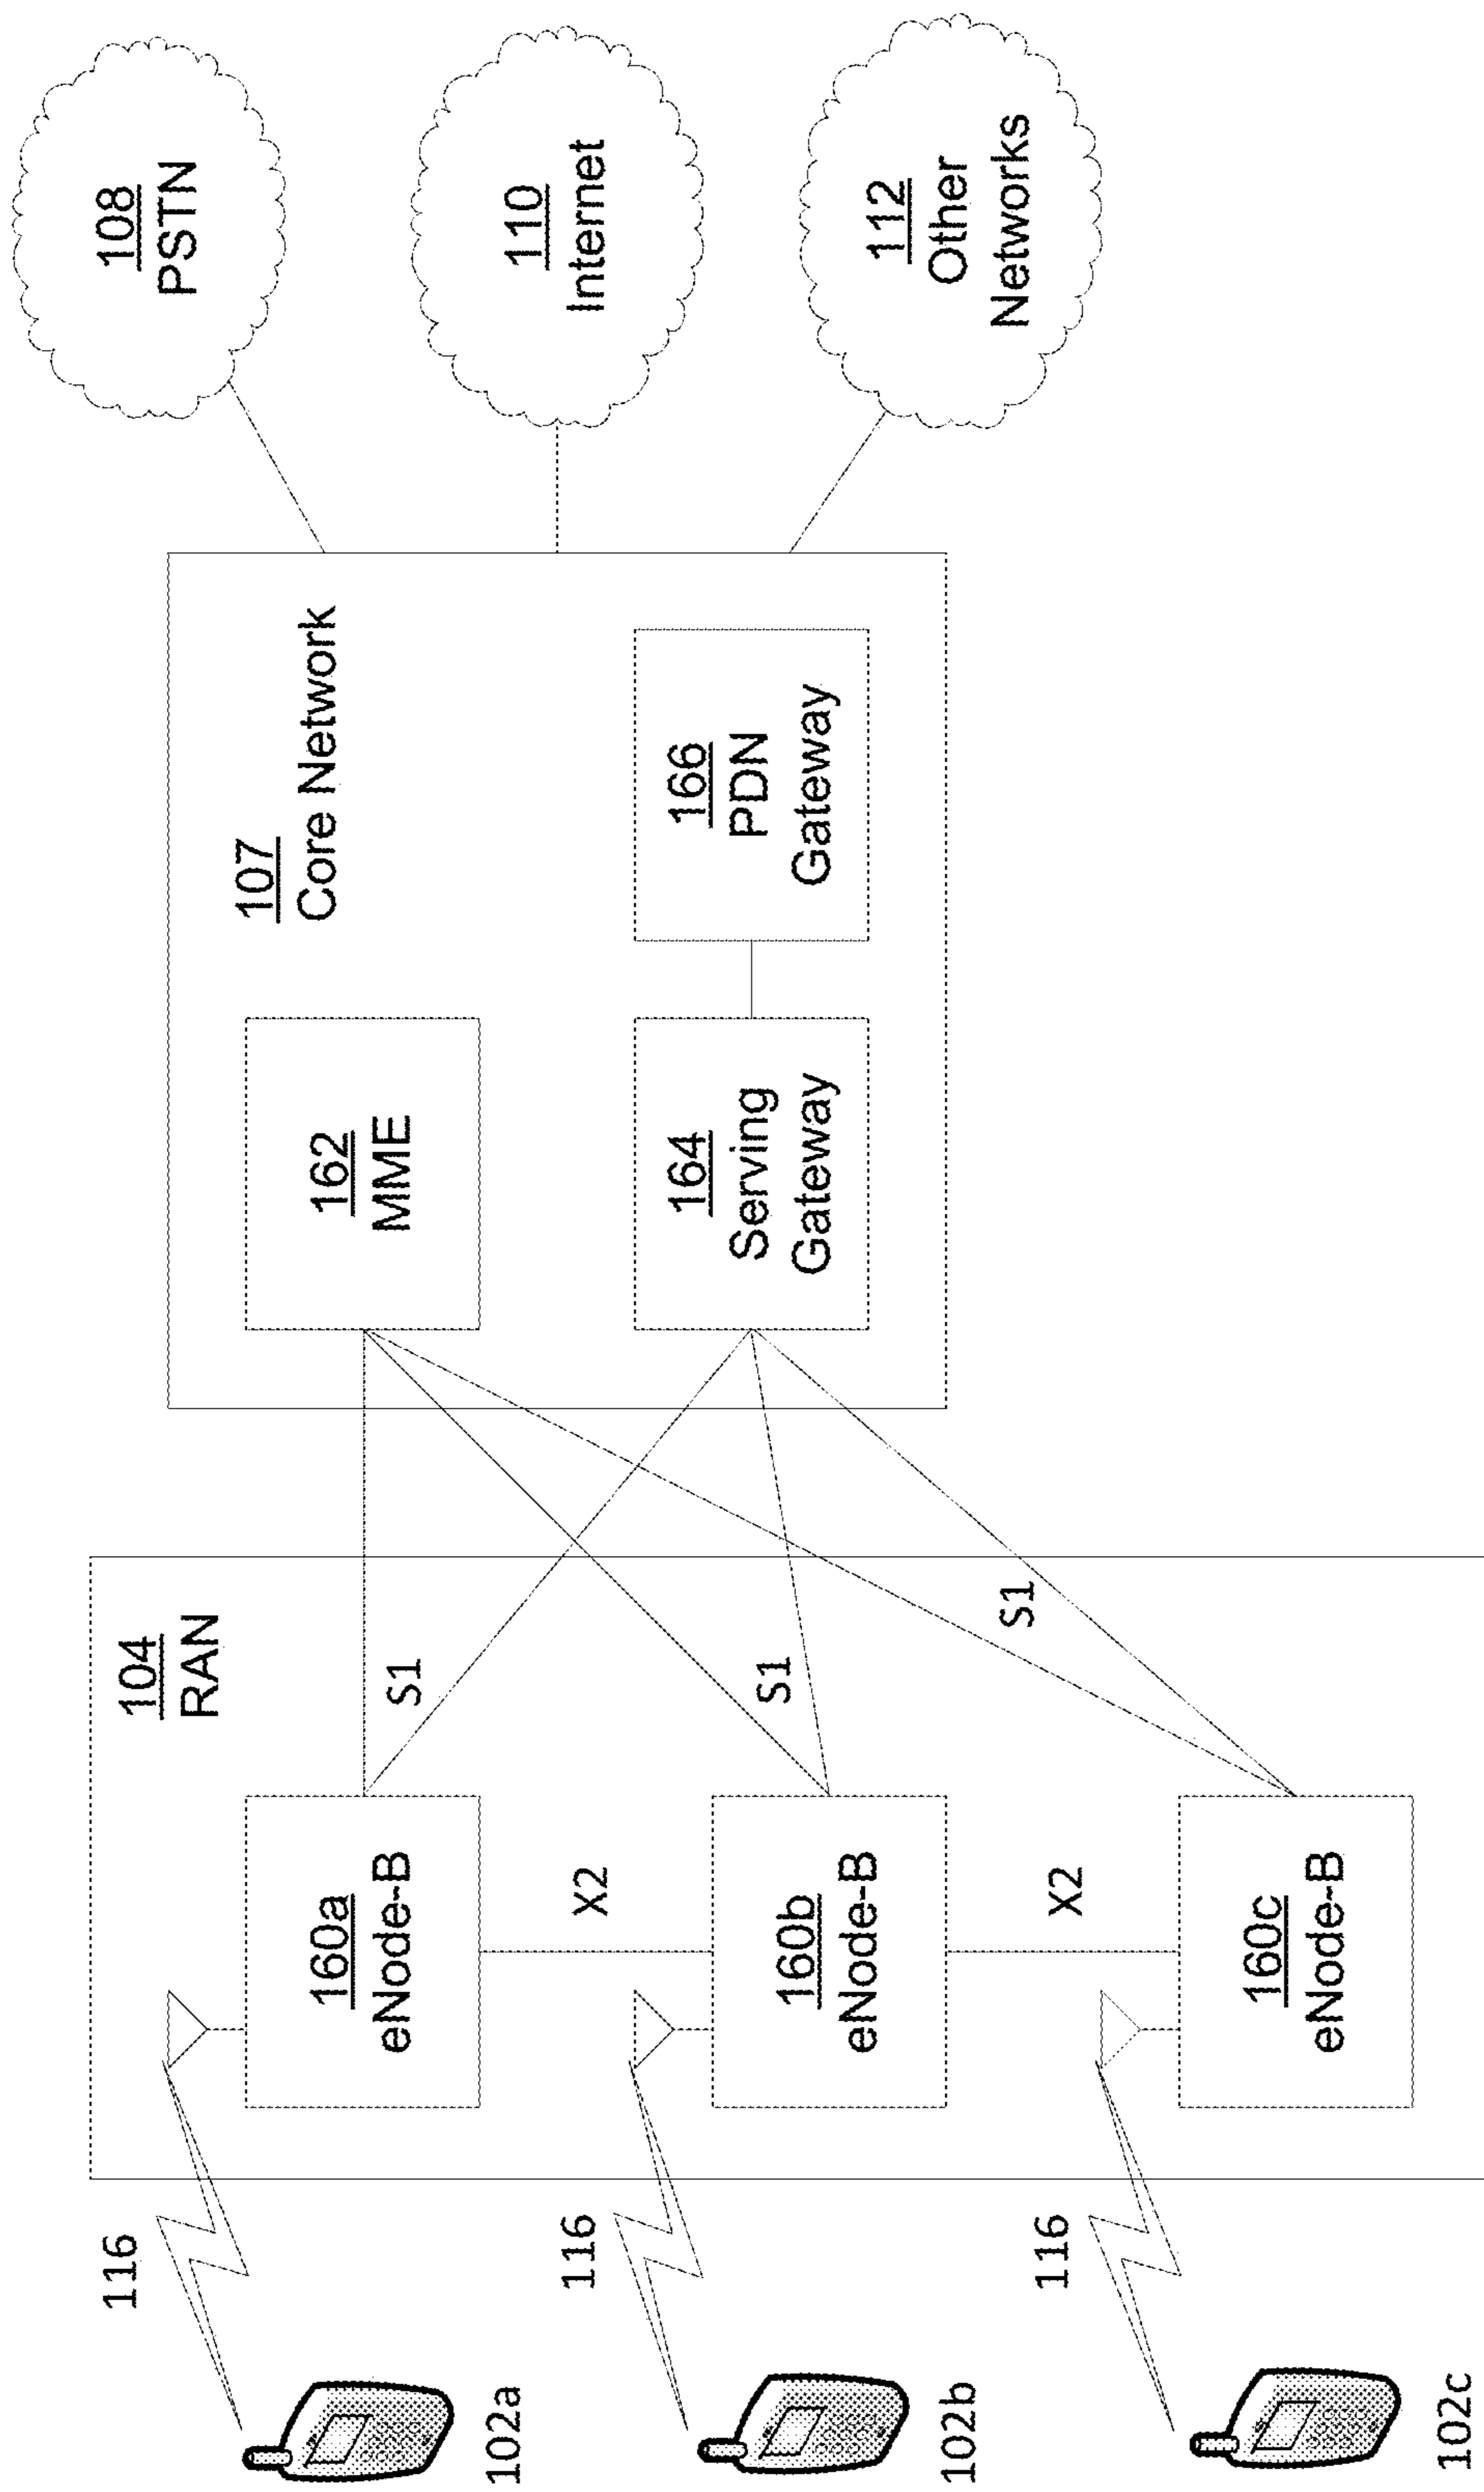 116
102a
104
RAN
160a
eNode-B
S1
X2
116
102b
160b
eNode-B
S1
X2
116
102c
160c
eNode-B
S1
107
Core Network
162
MME
164
Serving
Gateway
166
PDN
Gateway
108
PSTN
110
Internet
112
Other
Networks